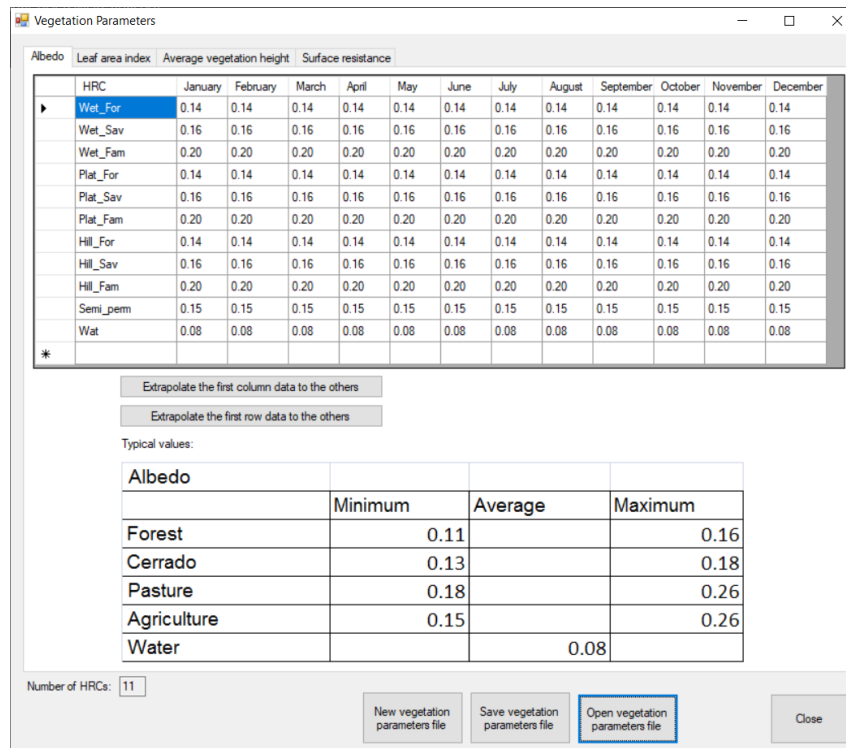 Vegetation Parameters
Albedo Leaf area index Average vegetation height Surface resistance
HRC January February March April May June July August September October November December
Wet_For 0.14 0.14 0.14 0.14 0.14 0.14 0.14 0.14 0.14 0.14 0.14 0.14
Wet_Sav 0.16 0.16 0.16 0.16 0.16 0.16 0.16 0.16 0.16 0.16 0.16 0.16
Wet_Fam 0.20 0.20 0.20 0.20 0.20 0.20 0.20 0.20 0.20 0.20 0.20 0.20
Plat_For 0.14 0.14 0.14 0.14 0.14 0.14 0.14 0.14 0.14 0.14 0.14 0.14
Plat_Sav 0.16 0.16 0.16 0.16 0.16 0.16 0.16 0.16 0.16 0.16 0.16 0.16
Plat_Fam 0.20 0.20 0.20 0.20 0.20 0.20 0.20 0.20 0.20 0.20 0.20 0.20
Hill_For 0.14 0.14 0.14 0.14 0.14 0.14 0.14 0.14 0.14 0.14 0.14 0.14
Hill_Sav 0.16 0.16 0.16 0.16 0.16 0.16 0.16 0.16 0.16 0.16 0.16 0.16
Hill_Fam 0.20 0.20 0.20 0.20 0.20 0.20 0.20 0.20 0.20 0.20 0.20 0.20
Semi_perm 0.15 0.15 0.15 0.15 0.15 0.15 0.15 0.15 0.15 0.15 0.15 0.15
Wat 0.08 0.08 0.08 0.08 0.08 0.08 0.08 0.08 0.08 0.08 0.08 0.08
Extrapolate the first column data to the others
Extrapolate the first row data to the others
Typical values:
Albedo
Minimum Average Maximum
Forest 0.11 0.16
Cerrado 0.13 0.18
Pasture 0.18 0.26
Agriculture 0.15 0.26
Water 0.08
Number of HRCs: 11
New vegetation parameters file
Save vegetation parameters file
Open vegetation parameters file
Close